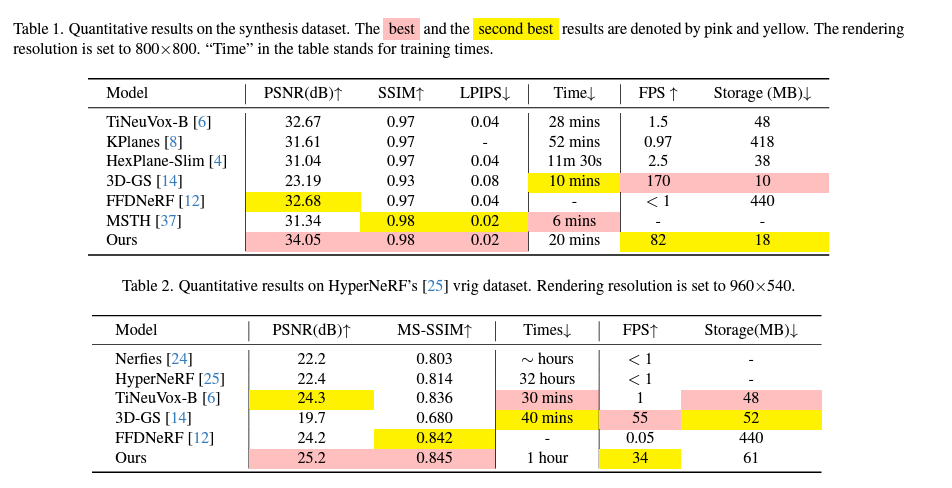 Table 1. Quantitative results on the synthesis dataset. The best and the second best results are denoted by pink and yellow. The rendering
resolution is set to 800×800. “Time” in the table stands for training times.
Model PSNR(dB)↑ SSIM↑ LPIPS↓ Time↓ FPS ↑ Storage (MB)↓
TiNeuVox-B [6] 32.67 0.97 0.04 28 mins 1.5 48
KPlanes [8] 31.61 0.97 - 52 mins 0.97 418
HexPlane-Slim [4] 31.04 0.97 0.04 11m 30s 2.5 38
3D-GS [14] 23.19 0.93 0.08 10 mins 170 10
FFDNeRF [12] 32.68 0.97 0.04 - < 1 440
MSTH [37] 31.34 0.98 0.02 6 mins - -
Ours 34.05 0.98 0.02 20 mins 82 18
Table 2. Quantitative results on HyperNeRF’s [25] vrig dataset. Rendering resolution is set to 960×540.
Model PSNR(dB)↑ MS-SSIM↑ Times↓ FPS↑ Storage(MB)↓
Nerfies [24] 22.2 0.803 ∼ hours < 1 -
HyperNeRF [25] 22.4 0.814 32 hours < 1 -
TiNeuVox-B [6] 24.3 0.836 30 mins 1 48
3D-GS [14] 19.7 0.680 40 mins 55 52
FFDNeRF [12] 24.2 0.842 - 0.05 440
Ours 25.2 0.845 1 hour 34 61